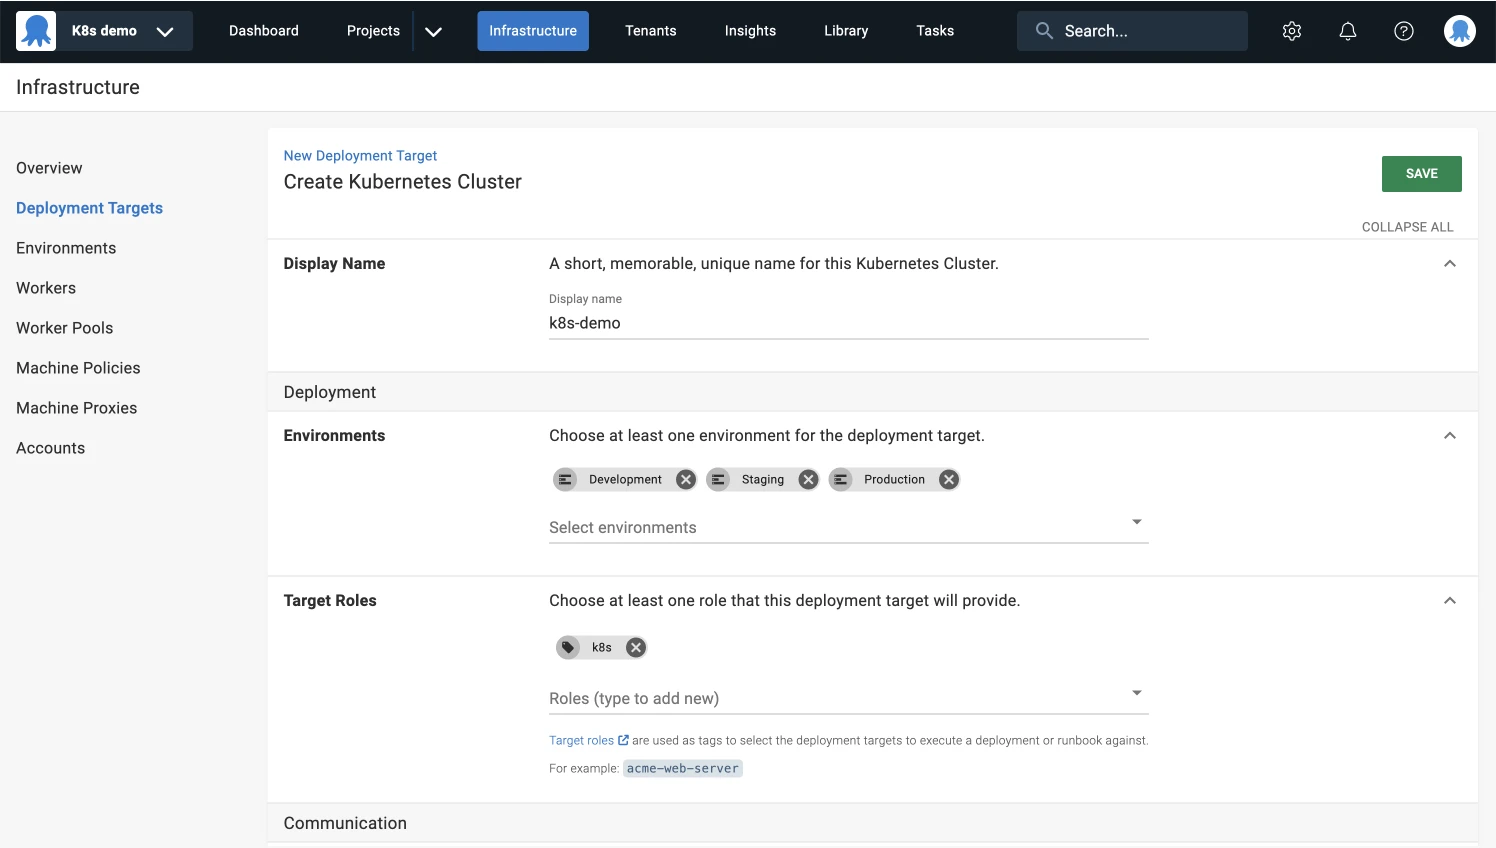 K8s demo Dashboard Projects Infrastructure Tenants Insights Library Tasks Search...
Infrastructure
Overview
Deployment Targets
Environments
Workers
Worker Pools
Machine Policies
Machine Proxies
Accounts
New Deployment Target
Create Kubernetes Cluster
SAVE
COLLAPSE ALL
Display Name
A short, memorable, unique name for this Kubernetes Cluster.
Display name
k8s-demo
Deployment
Environments
Choose at least one environment for the deployment target.
Development Staging Production
Select environments
Target Roles
Choose at least one role that this deployment target will provide.
k8s
Roles (type to add new)
Target roles are used as tags to select the deployment targets to execute a deployment or runbook against.
For example: acme-web-server
Communication